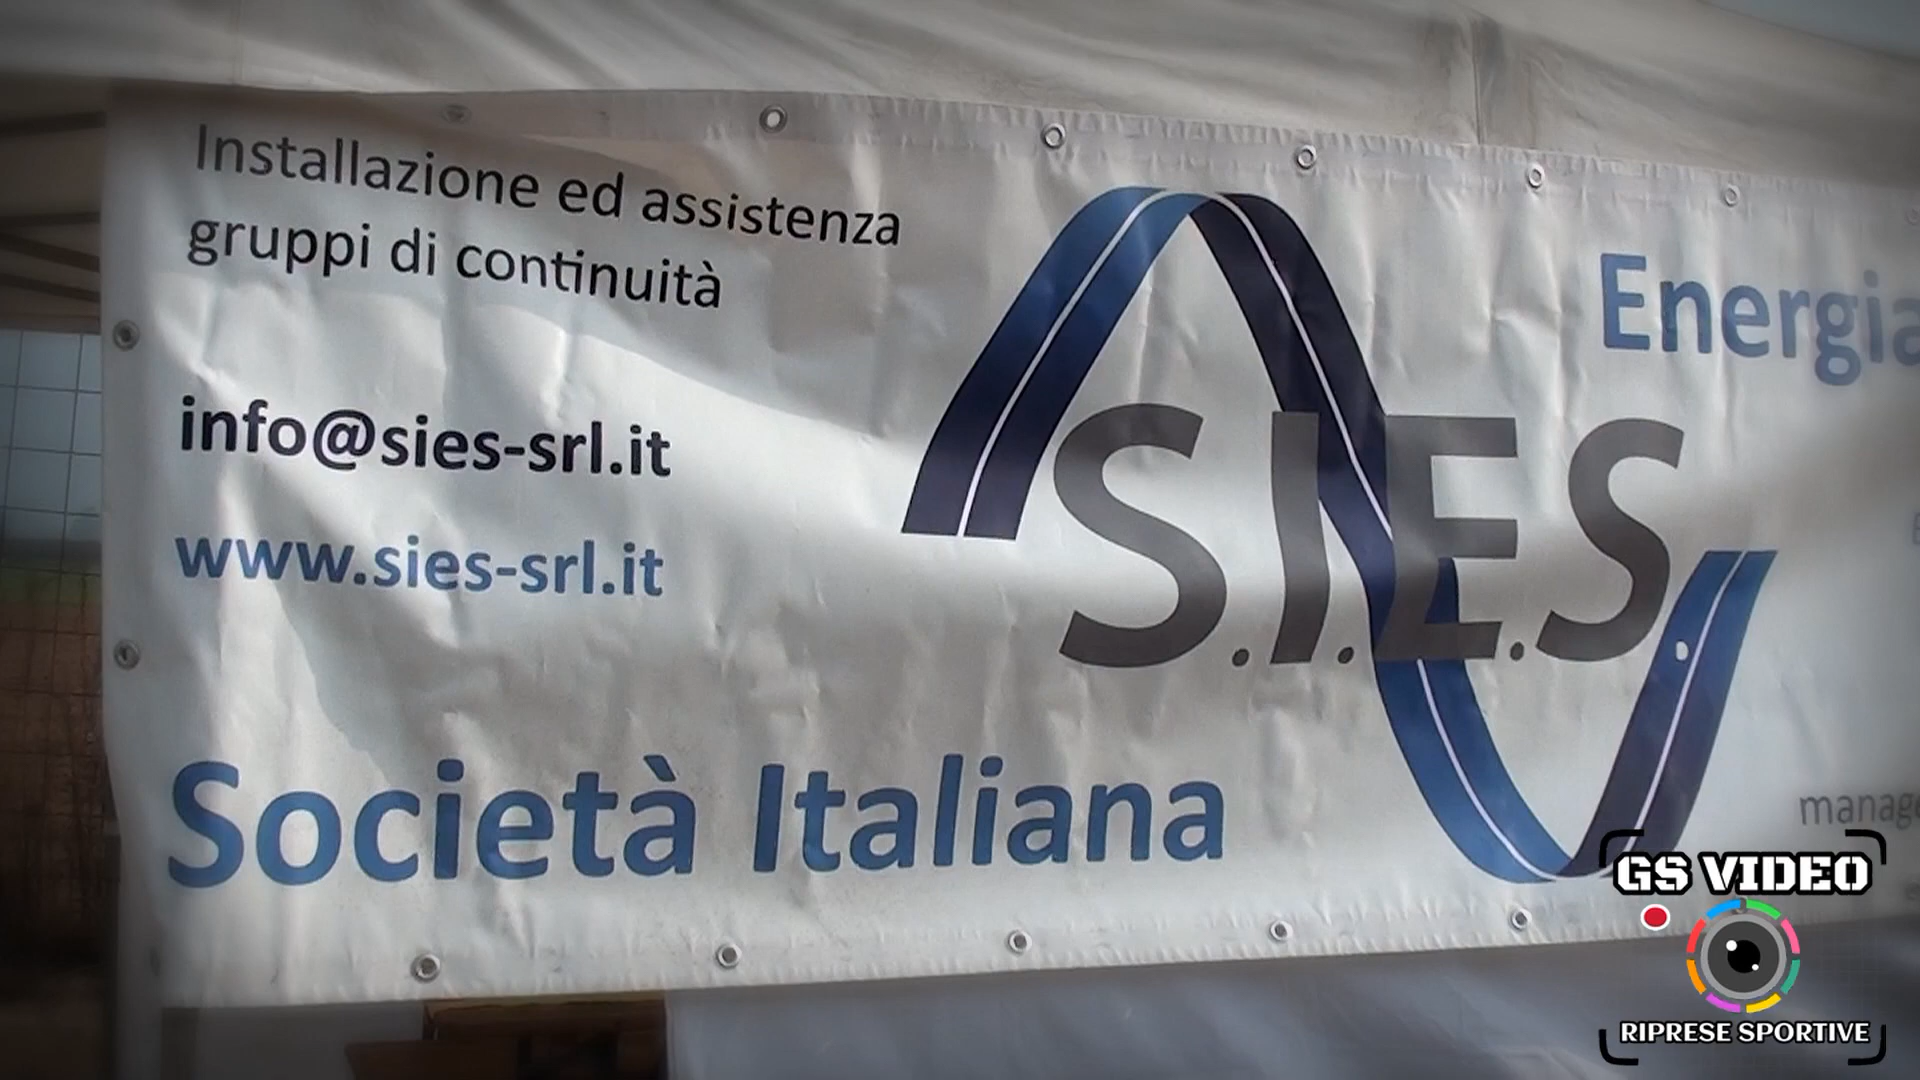 Installazione ed assistenza
gruppi di continuità
info@sies-srl.it
www.sies-srl.it
S.I.E.S
Società Italiana
Energia
GS VIDEO
RIPRESE SPORTIVE